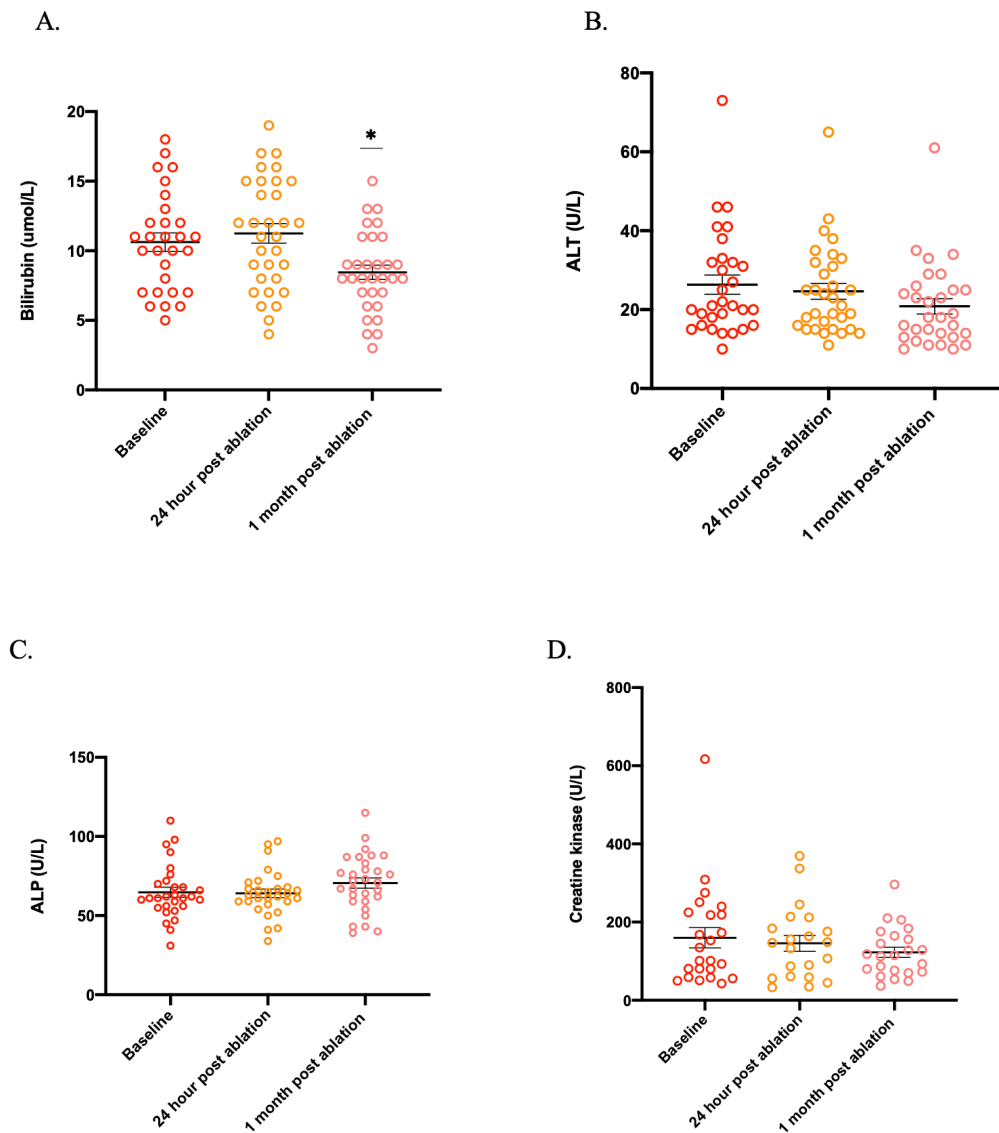 A.
Bilirubin (umol/L)
20
15
10
5
0
*
Baseline
24 hour post ablation
1 month post ablation
B.
ALT (U/L)
80
60
40
20
0
Baseline
24 hour post ablation
1 month post ablation
C.
ALP (U/L)
150
100
50
0
Baseline
24 hour post ablation
1 month post ablation
D.
Creatine kinase (U/L)
800
600
400
200
0
Baseline
24 hour post ablation
1 month post ablation